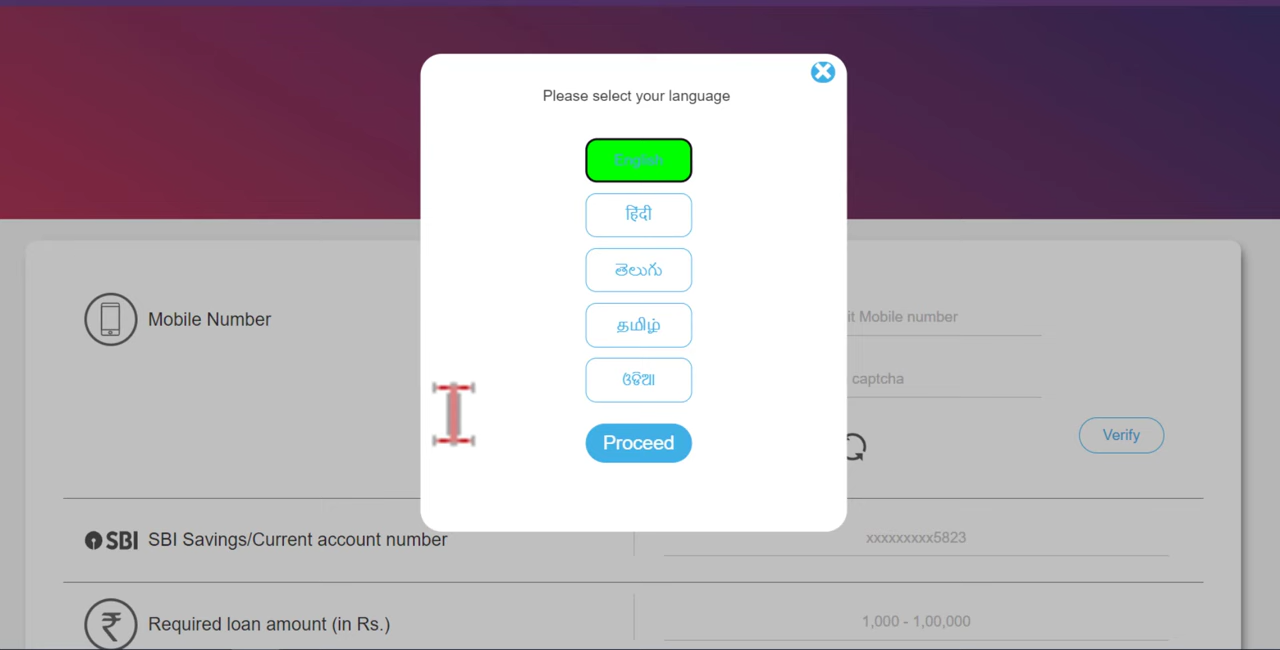 Please select your language
English
हिंदी
తెలుగు
தமிழ்
ଓଡିଆ
Proceed
Mobile Number
it Mobile number
captcha
Verify
SBI SBI Savings/Current account number
xxxxxxxxx5823
Required loan amount (in Rs.)
1,000 - 1,00,000